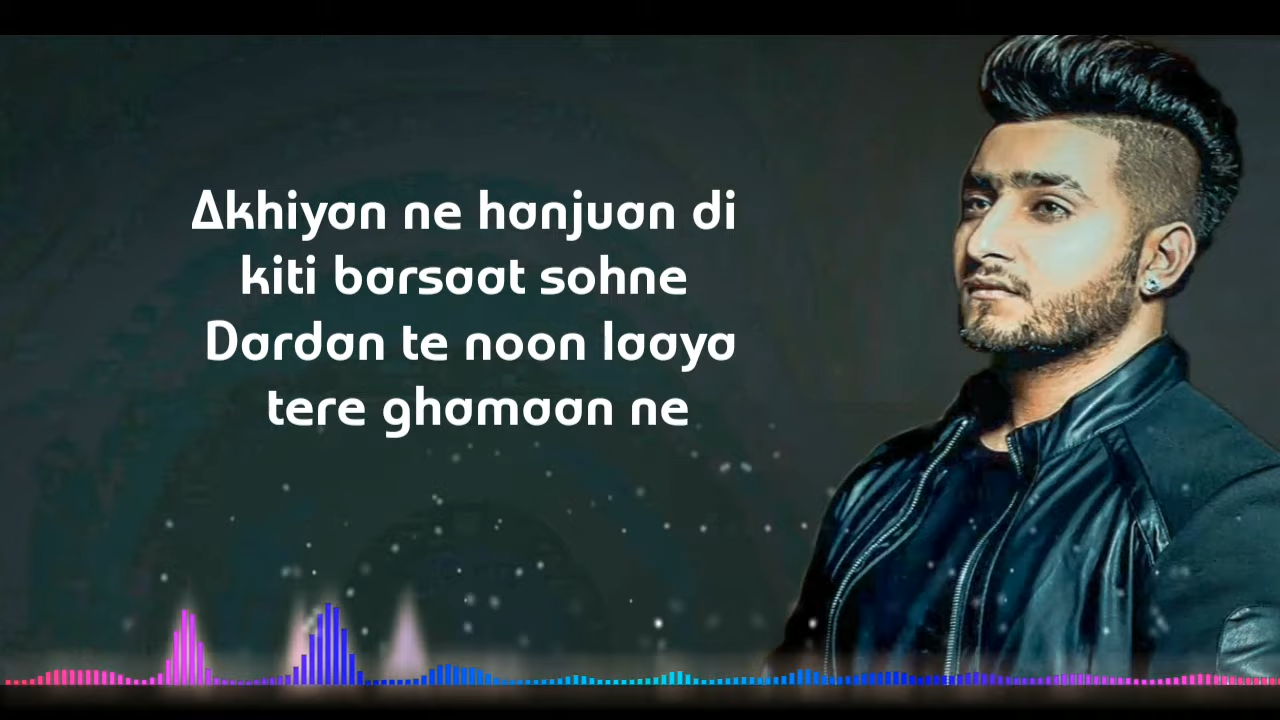 Akhiyan ne hanjuan di
kiti barsaat sohne
Dardan te noon laaya
tere ghamaan ne